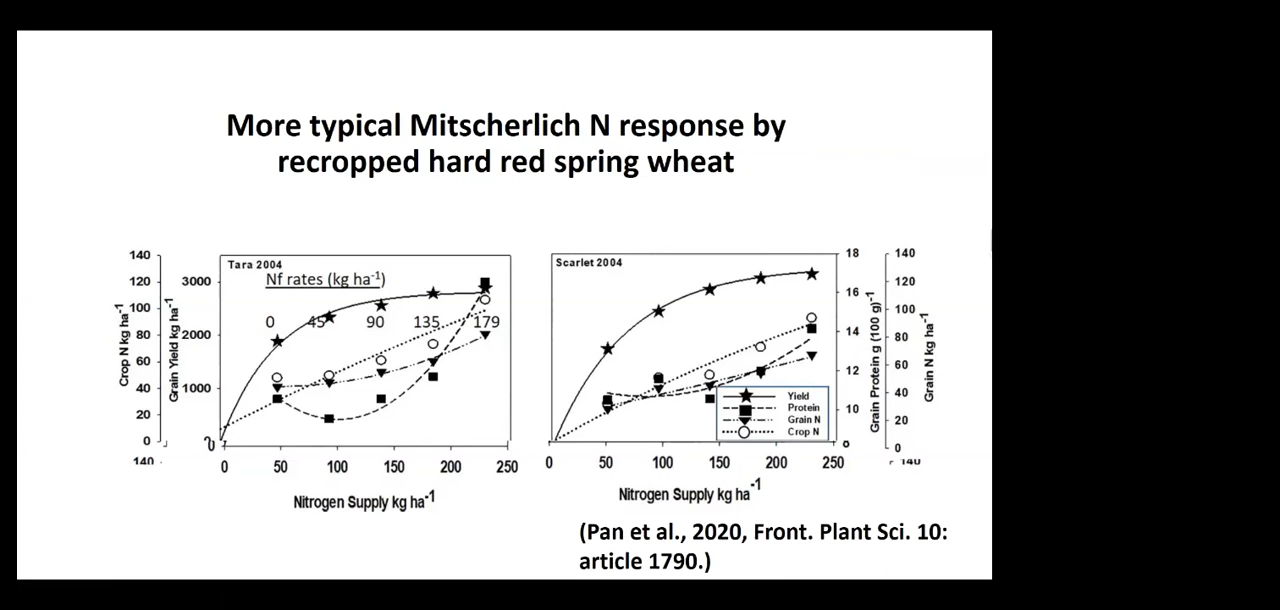 More typical Mitscherlich N response by
recropped hard red spring wheat
Tara 2004
Nf rates (kg ha-1)
0 45 90 135 179
Crop N kg ha-1
140
120
100
80
60
40
20
0
140
Grain Yield kg ha-1
3000
2000
1000
0
0 50 100 150 200 250
Nitrogen Supply kg ha-1
Scarlet 2004
Yield
Protein
Grain N
Crop N
0 50 100 150 200 250
Nitrogen Supply kg ha-1
18
16
14
12
10
0
Grain Protein g (100 g)-1
140
120
100
80
60
40
20
0
140
Grain N kg ha-1
(Pan et al., 2020, Front. Plant Sci. 10:
article 1790.)